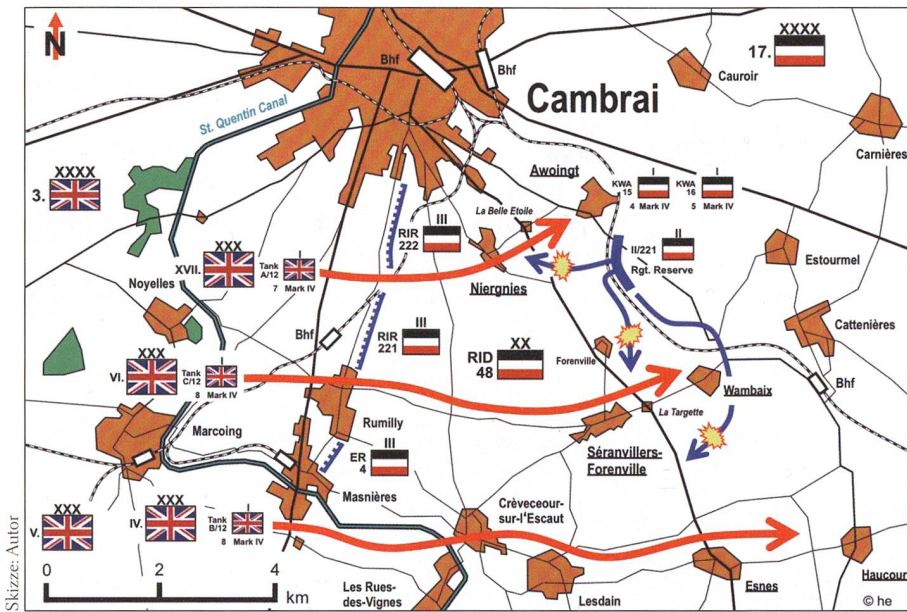 N
Bhf
Bhf
XXXX
17.
Cauroir
St. Quentin Canal
Cambrai
Carnières
XXXX
3.
Awoingt
KWA
15
I
4 Mark IV
KWA
16
I
5 Mark IV
La Belle Etoile
III
RIR
222
II/221
II
Rgt. Reserve
XXX
XVII.
Tank
A/12
I
7 Mark IV
Estourmel
Noyelles
Niergnies
Cattenières
Bhf
III
RIR
221
XX
RID
48
Forenville
XXX
VI.
Tank
C/12
I
8 Mark IV
Wambaix
Bhf
Rumilly
La Targette
Marcoing
III
ER
4
Séranvillers-
Forenville
Masnières
XXX
V.
XXX
IV.
Tank
B/12
I
8 Mark IV
Crèveceour-
sur-l'Escaut
0 2 4
km
Les Rues-
des-Vignes
Lesdain
Esnes
Haucour
© he
Skizze: Autor